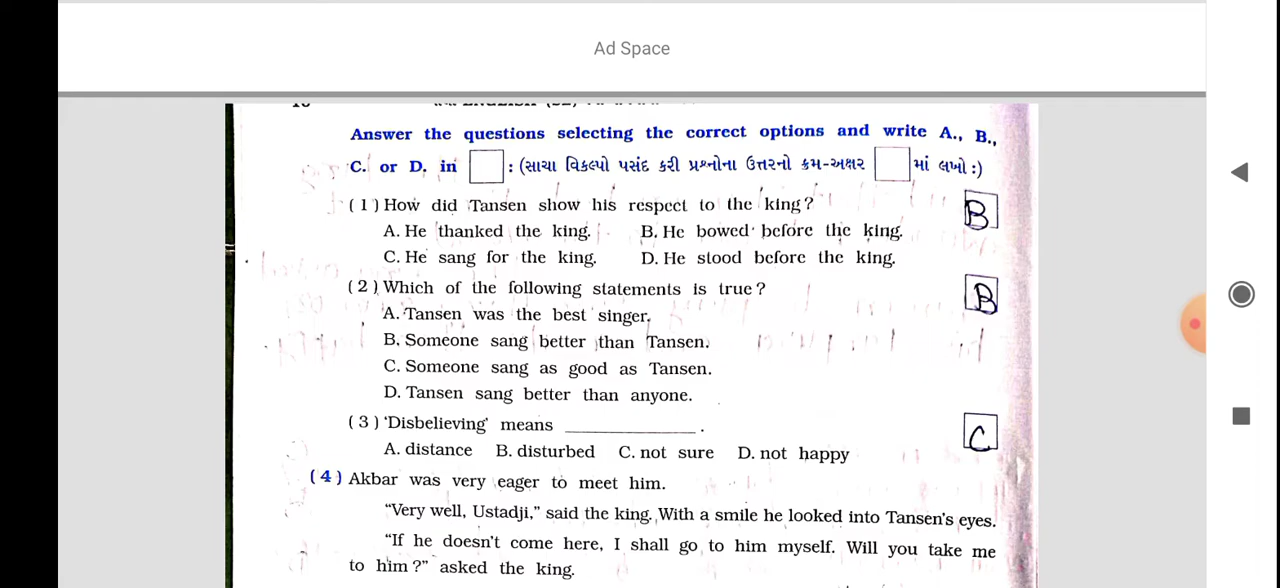 Ad Space
Answer the questions selecting the correct options and write A., B.,
C. or D. in : (સાચા વિકલ્પો પસંદ કરી પ્રશ્નોના ઉત્તરનો ક્રમ-અક્ષર માં લખો :)
( 1 ) How did Tansen show his respect to the king? B
A. He thanked the king. B. He bowed before the king.
C. He sang for the king. D. He stood before the king.
( 2 ) Which of the following statements is true? B
A. Tansen was the best singer.
B. Someone sang better than Tansen.
C. Someone sang as good as Tansen.
D. Tansen sang better than anyone.
( 3 ) 'Disbelieving' means ____________ . C
A. distance B. disturbed C. not sure D. not happy
( 4 ) Akbar was very eager to meet him.
"Very well, Ustadji," said the king. With a smile he looked into Tansen's eyes.
"If he doesn't come here, I shall go to him myself. Will you take me
to him?" asked the king.